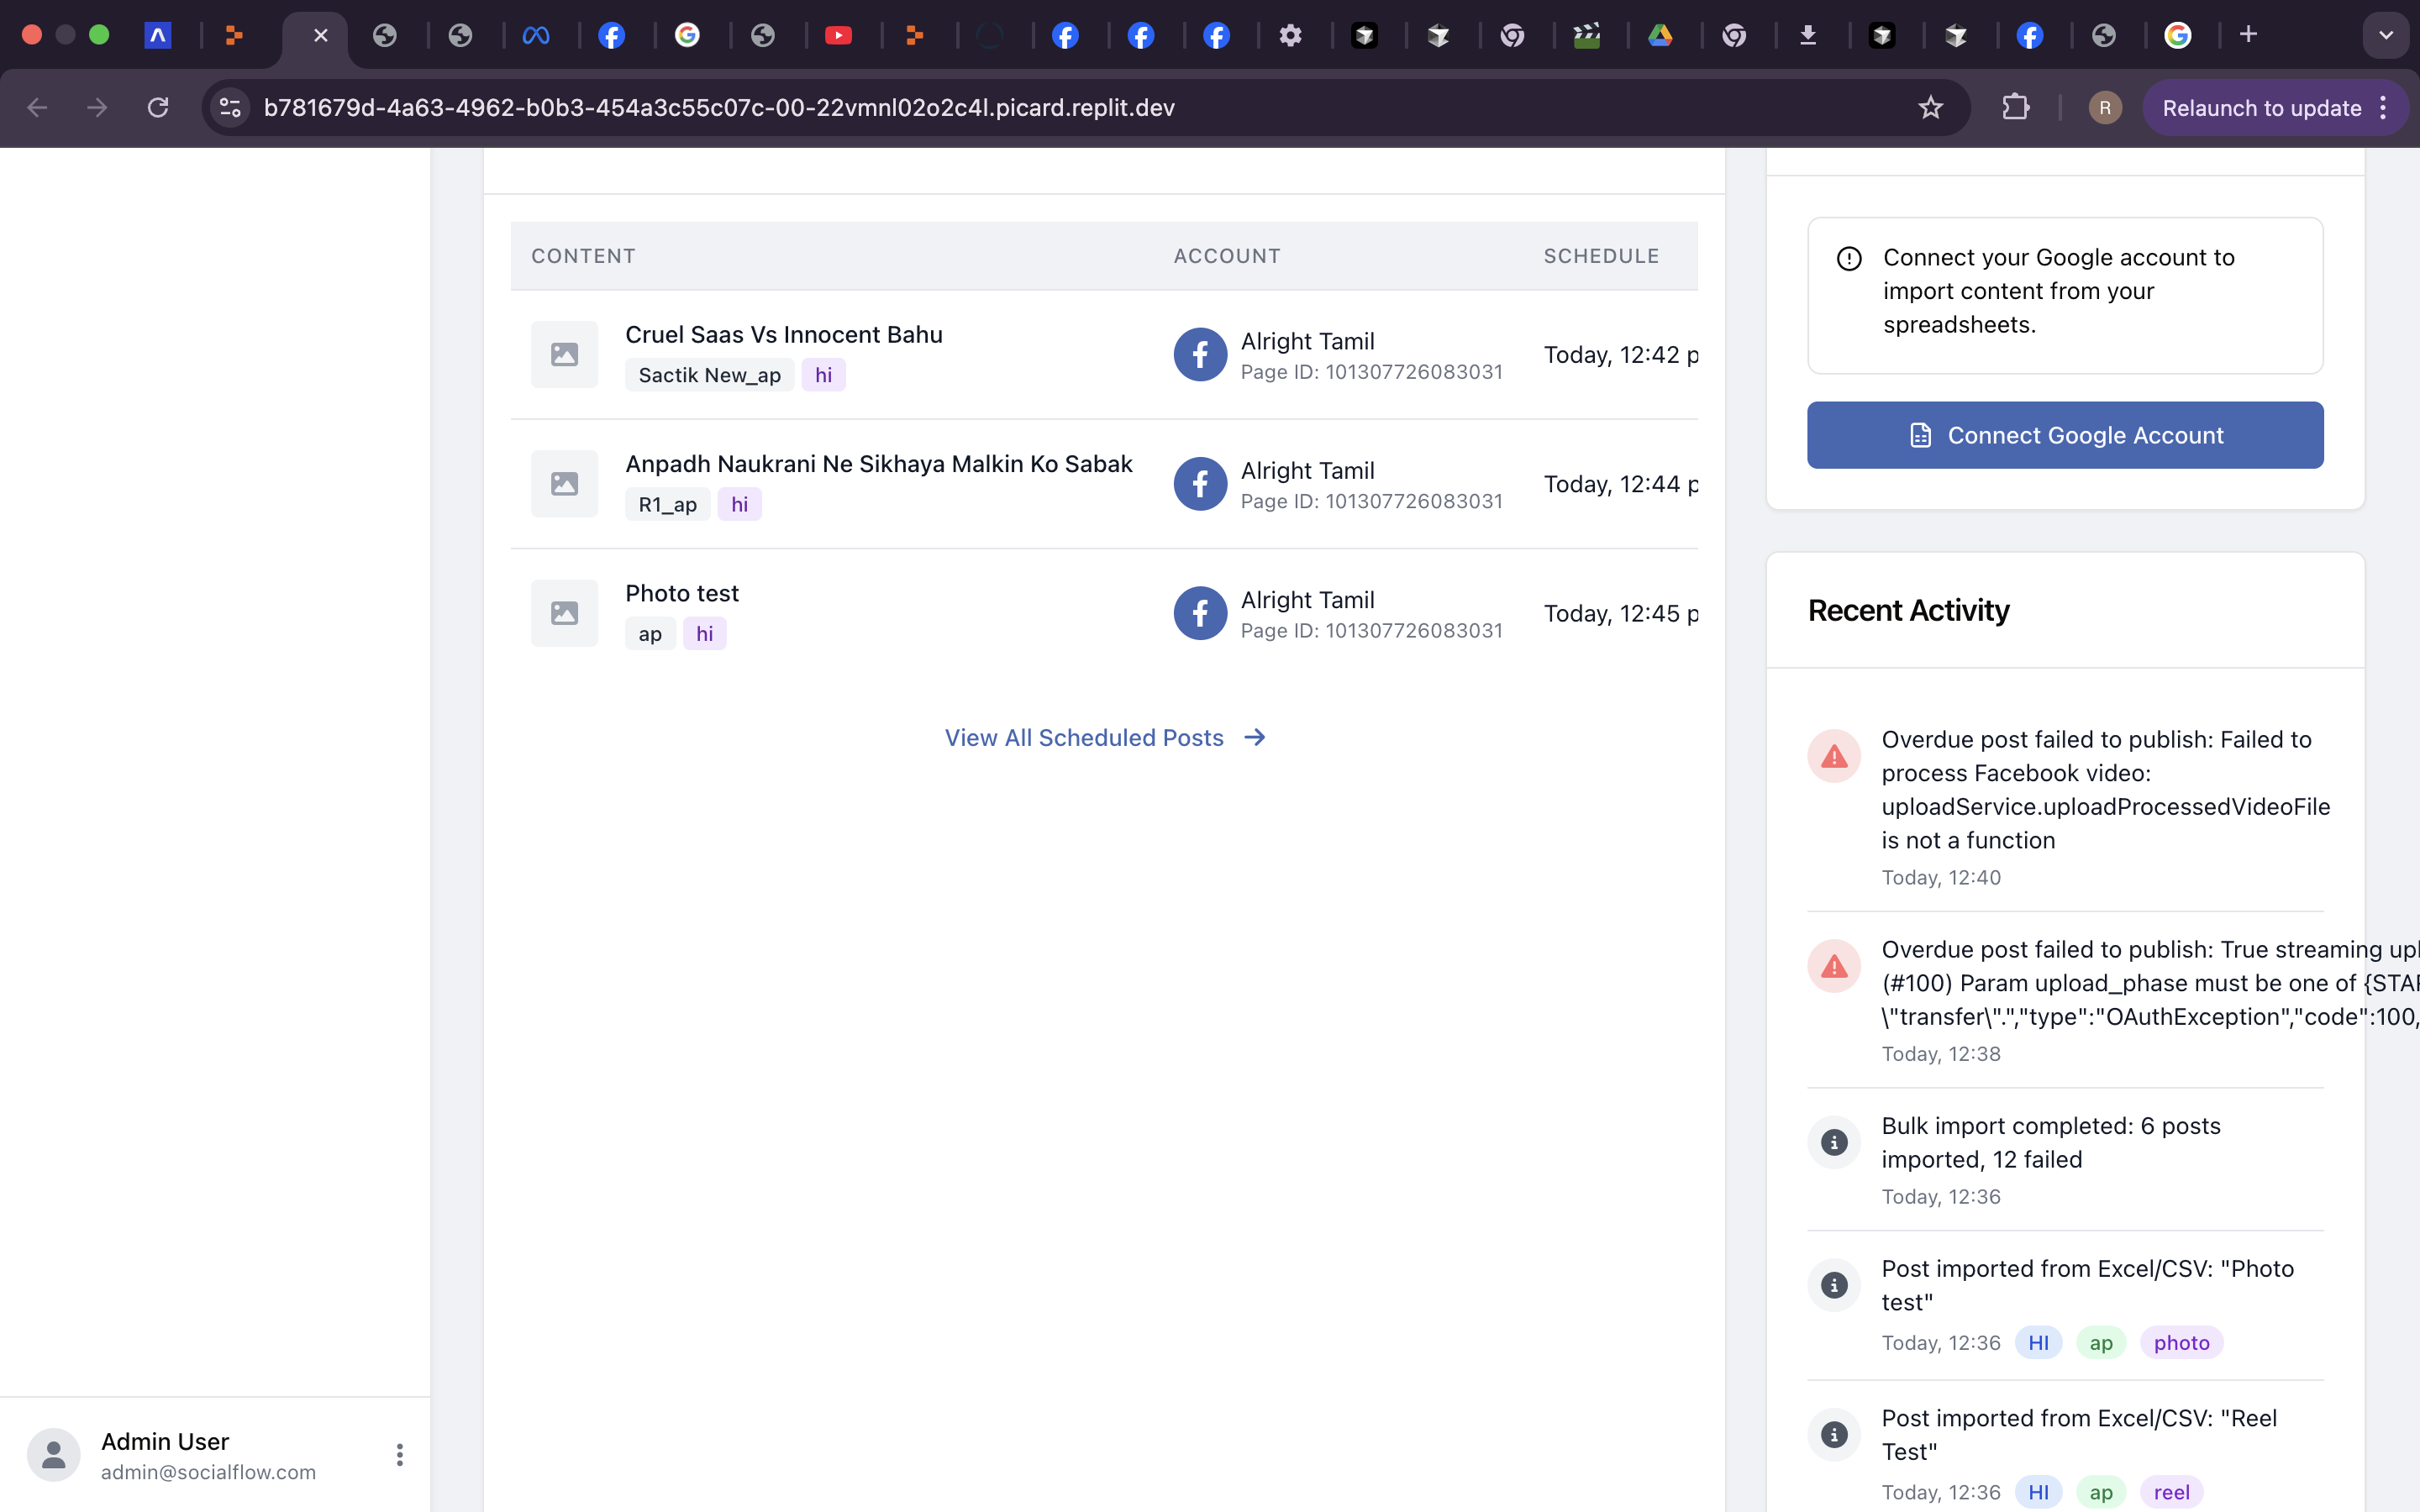 b781679d-4a63-4962-b0b3-454a3c55c07c-00-22vmnl02o2c4l.picard.replit.dev
R
Relaunch to update
CONTENT
ACCOUNT
SCHEDULE
Cruel Saas Vs Innocent Bahu
Sactik New_ap
hi
Alright Tamil
Page ID: 101307726083031
Today, 12:42 p
Anpadh Naukrani Ne Sikhaya Malkin Ko Sabak
R1_ap
hi
Alright Tamil
Page ID: 101307726083031
Today, 12:44 p
Photo test
ap
hi
Alright Tamil
Page ID: 101307726083031
Today, 12:45 p
View All Scheduled Posts
Admin User
admin@socialflow.com
Connect your Google account to
import content from your
spreadsheets.
Connect Google Account
Recent Activity
Overdue post failed to publish: Failed to
process Facebook video:
uploadService.uploadProcessedVideoFile
is not a function
Today, 12:40
Overdue post failed to publish: True streaming upl
(#100) Param upload_phase must be one of {STAR
\"transfer\".","type":"OAuthException","code":100,
Today, 12:38
Bulk import completed: 6 posts
imported, 12 failed
Today, 12:36
Post imported from Excel/CSV: "Photo
test"
Today, 12:36
HI
ap
photo
Post imported from Excel/CSV: "Reel
Test"
Today, 12:36
HI
ap
reel